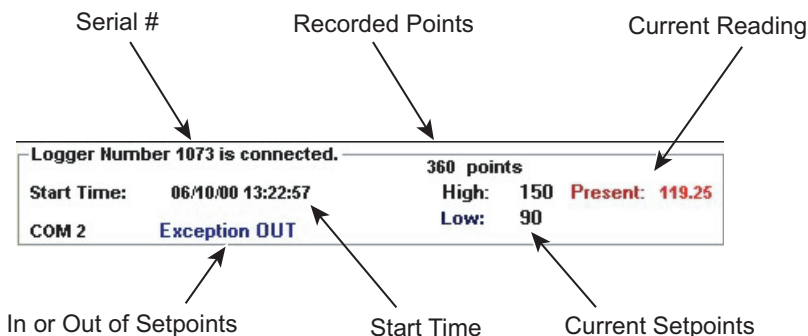 Serial #
Recorded Points
Current Reading
Logger Number 1073 is connected.
360 points
Start Time: 06/10/00 13:22:57 High: 150 Present: 119.25
Low: 90
COM 2 Exception OUT
In or Out of Setpoints
Start Time
Current Setpoints